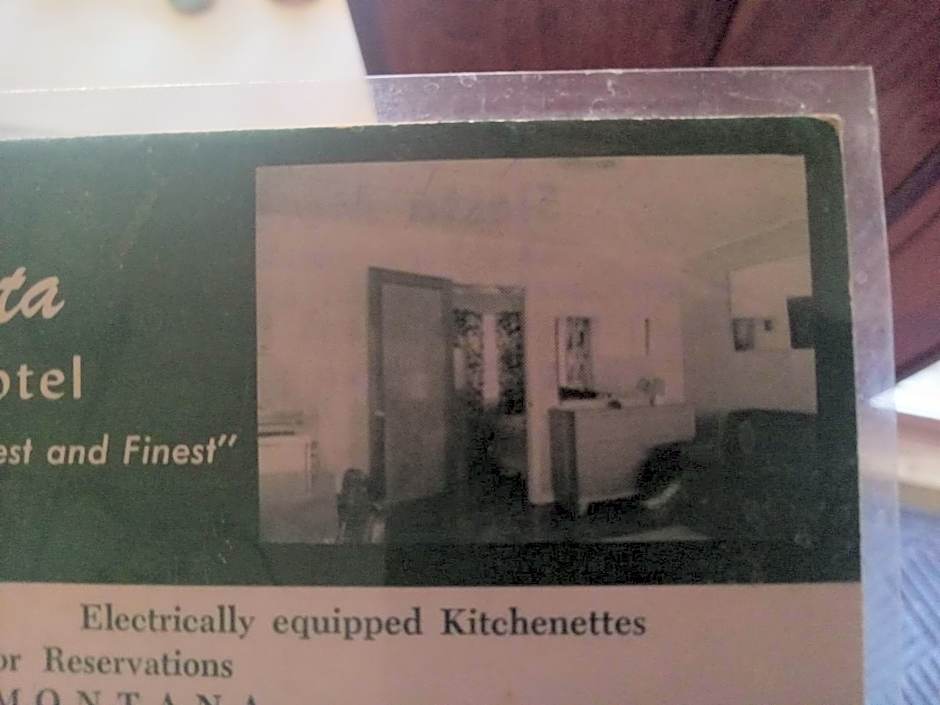 ta
otel
est and Finest"
Electrically equipped Kitchenettes
or Reservations
MONTANA